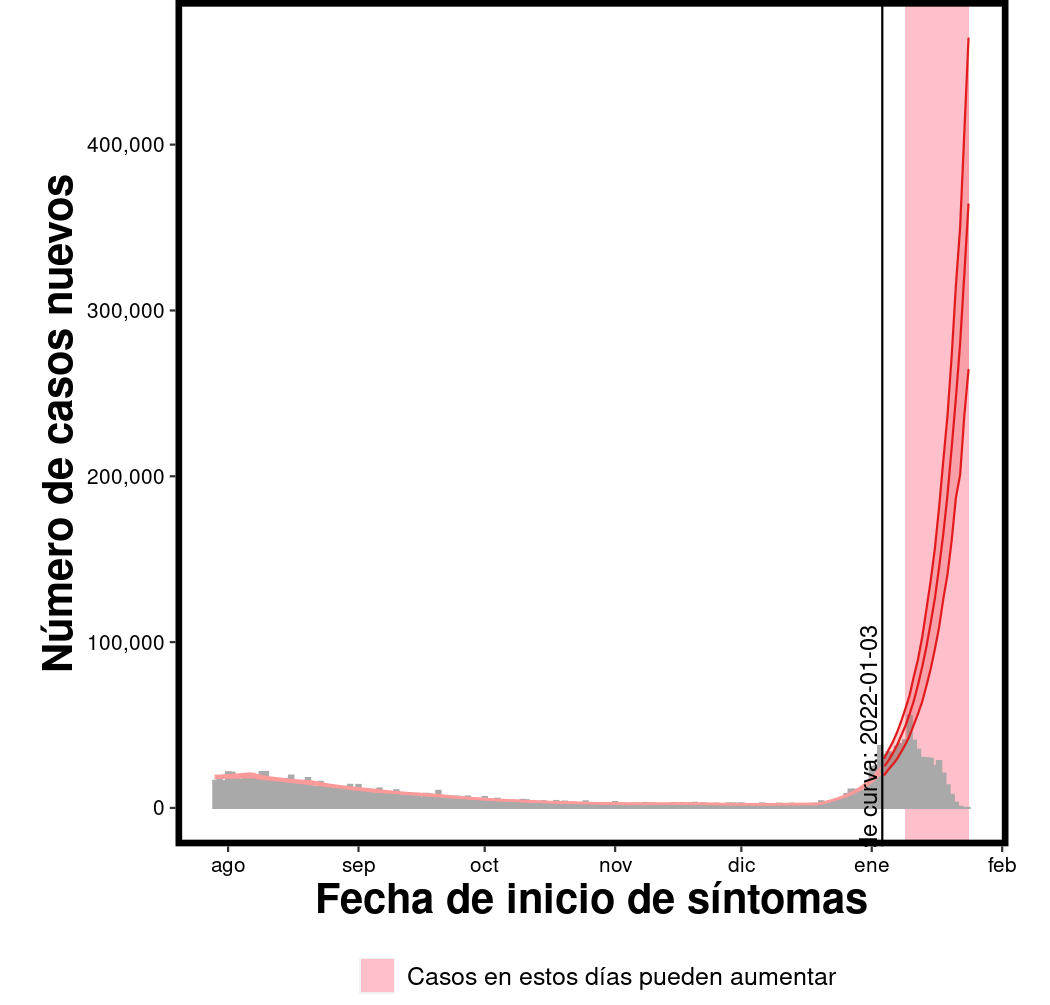 Número de casos nuevos
400,000
300,000
200,000
100,000
0
de curva: 2022-01-03
ago sep oct nov dic ene feb
Fecha de inicio de síntomas
Casos en estos días pueden aumentar